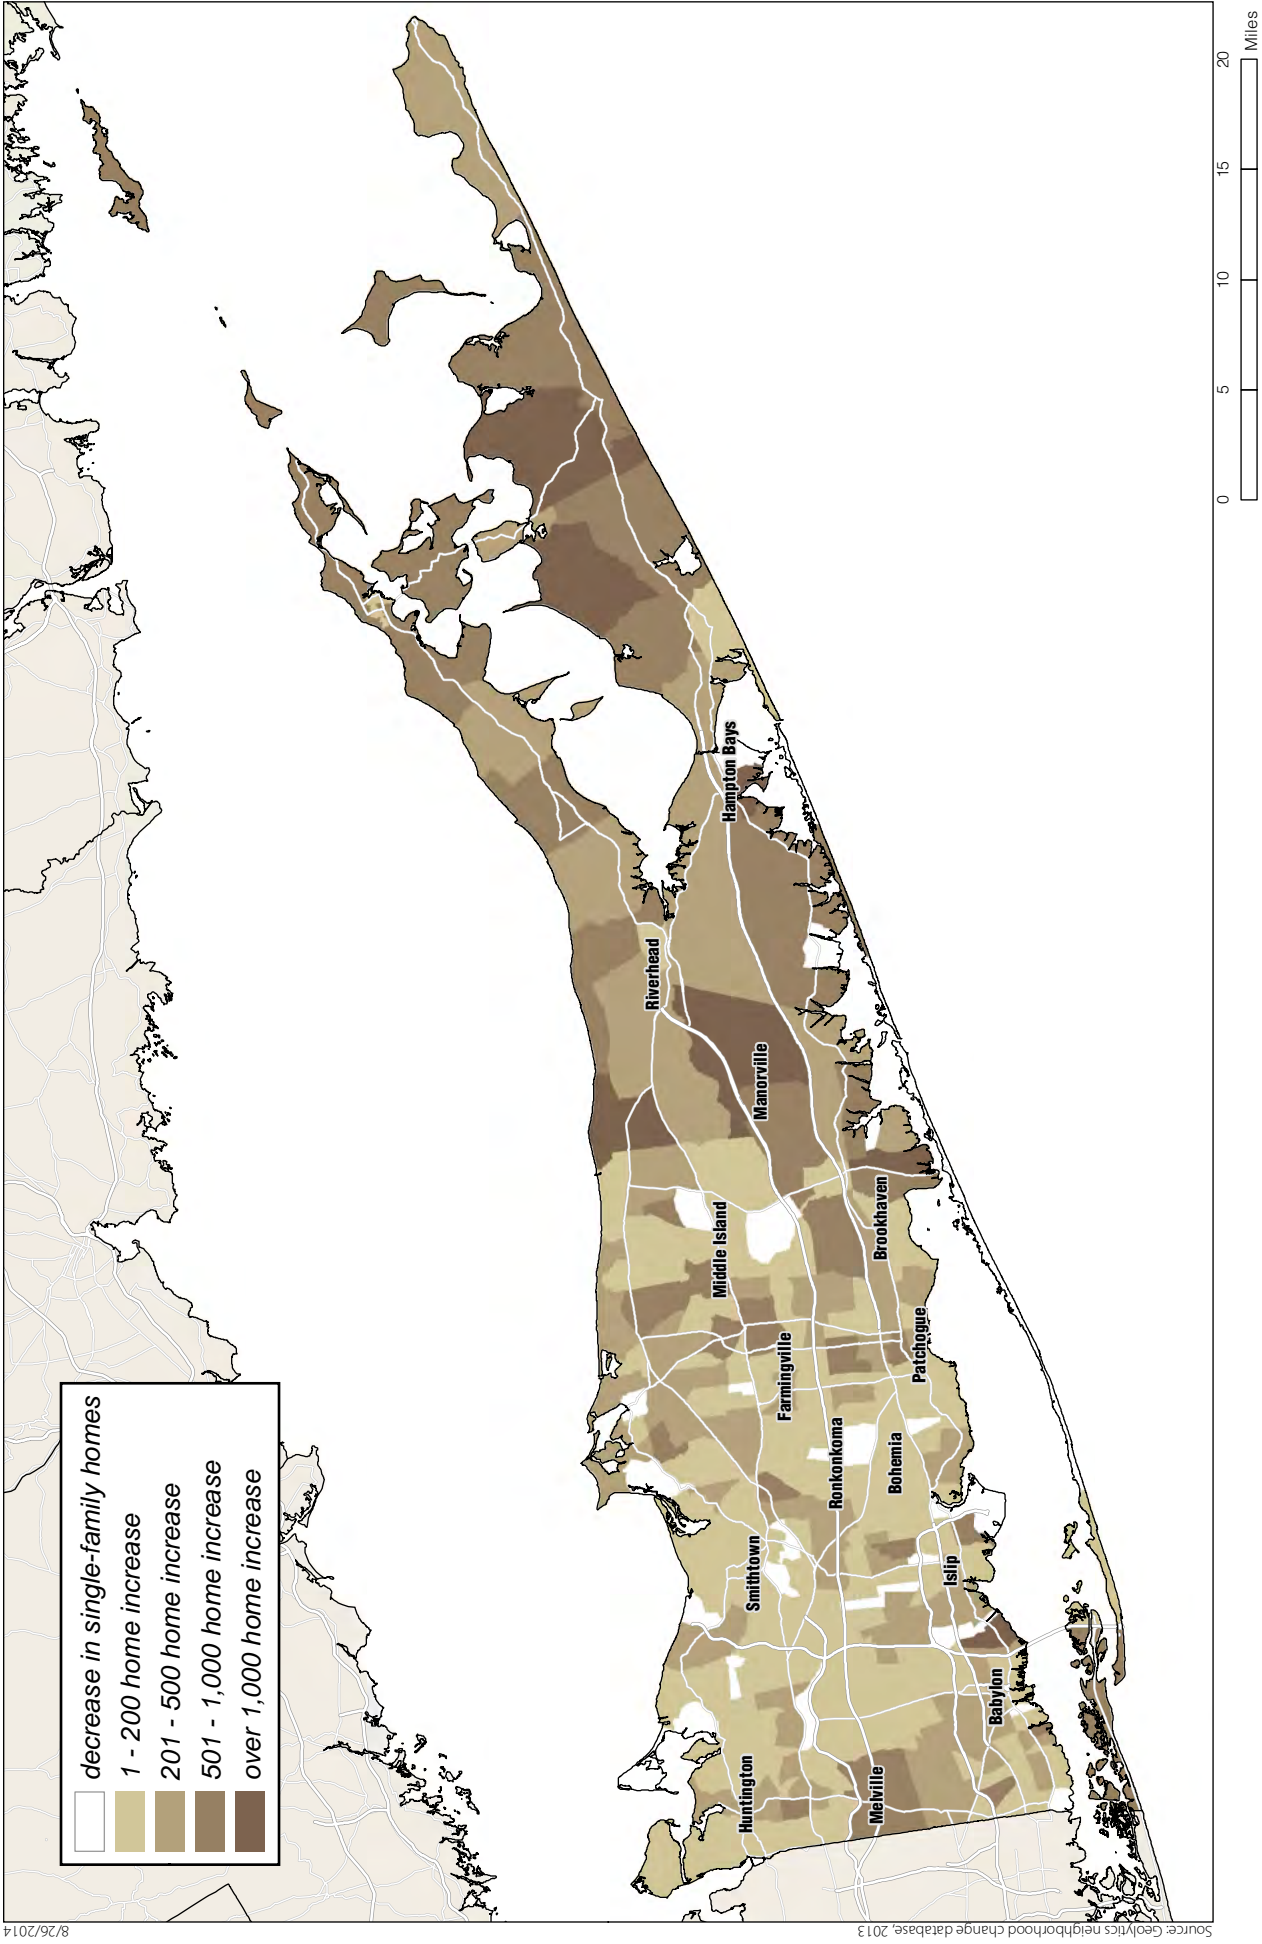 decrease in single-family homes
1 - 200 home increase
201 - 500 home increase
501 - 1,000 home increase
over 1,000 home increase
Riverhead
Hampton Bays
Manorville
Middle Island
Brookhaven
Farmingville
Patchogue
Ronkonkoma
Bohemia
Smithtown
Islip
Babylon
Huntington
Melville
0 5 10 15 20
Miles
Source: Geolytics neighborhood change database, 2013
8/26/2014